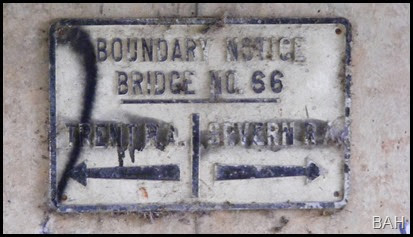 BOUNDARY NOTICE
BRIDGE NO. 66
TRENT R.A. SEVERN R.A.
BAH